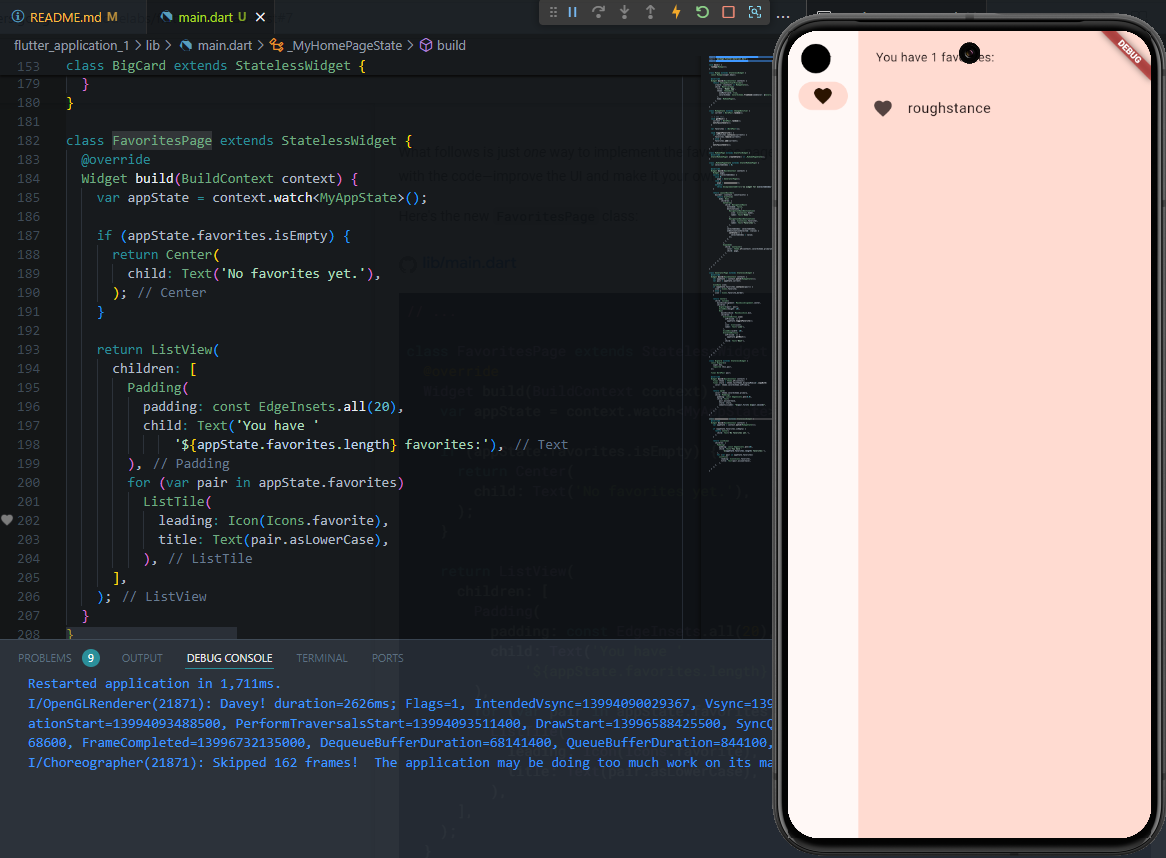 README.md M
main.dart U
flutter_application_1 > lib > main.dart > _MyHomePageState > build
153 class BigCard extends StatelessWidget {
179 }
180 }
181
182 class FavoritesPage extends StatelessWidget {
183 @override
184 Widget build(BuildContext context) {
185 var appState = context.watch<MyAppState>();
186
187 if (appState.favorites.isEmpty) {
188 return Center(
189 child: Text('No favorites yet.'),
190 ); // Center
191 }
192
193 return ListView(
194 children: [
195 Padding(
196 padding: const EdgeInsets.all(20),
197 child: Text('You have '
198 '${appState.favorites.length} favorites:'), // Text
199 ), // Padding
200 for (var pair in appState.favorites)
201 ListTile(
202 leading: Icon(Icons.favorite),
203 title: Text(pair.asLowerCase),
204 ), // ListTile
205 ],
206 ); // ListView
207 }
208 }
PROBLEMS 9 OUTPUT DEBUG CONSOLE TERMINAL PORTS
Restarted application in 1,711ms.
I/OpenGLRenderer(21871): Davey! duration=2626ms; Flags=1, IntendedVsync=13994090029367, Vsync=139
ationStart=13994093488500, PerformTraversalsStart=13994093511400, DrawStart=13996588425500, SyncQ
68600, FrameCompleted=13996732135000, DequeueBufferDuration=68141400, QueueBufferDuration=844100,
I/Choreographer(21871): Skipped 162 frames! The application may be doing too much work on its ma
You have 1 favorites:
DEBUG
roughstance